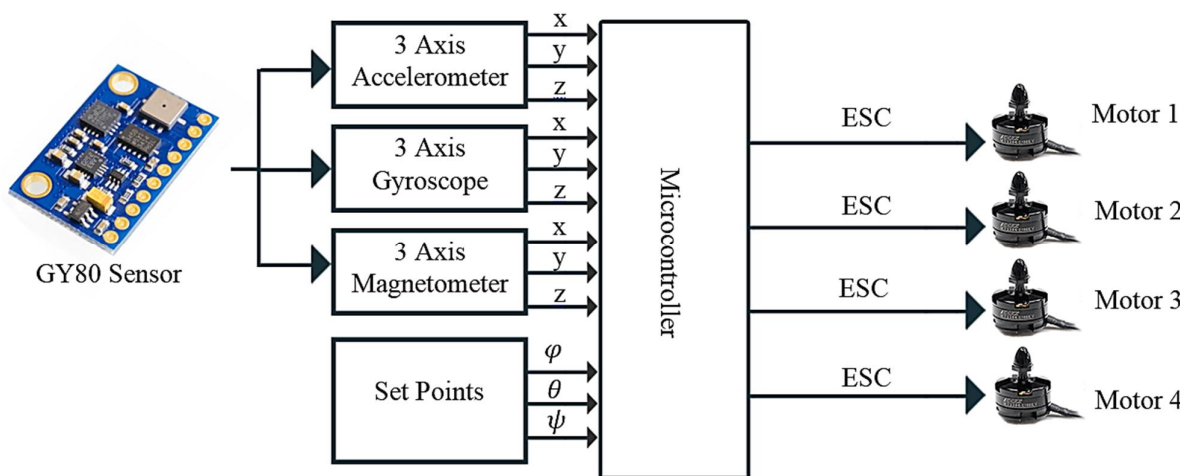 3 Axis
Accelerometer
x
y
z
3 Axis
Gyroscope
x
y
z
3 Axis
Magnetometer
x
y
z
GY80 Sensor
Set Points
φ
θ
ψ
Microcontroller
ESC
Motor 1
ESC
Motor 2
ESC
Motor 3
ESC
Motor 4